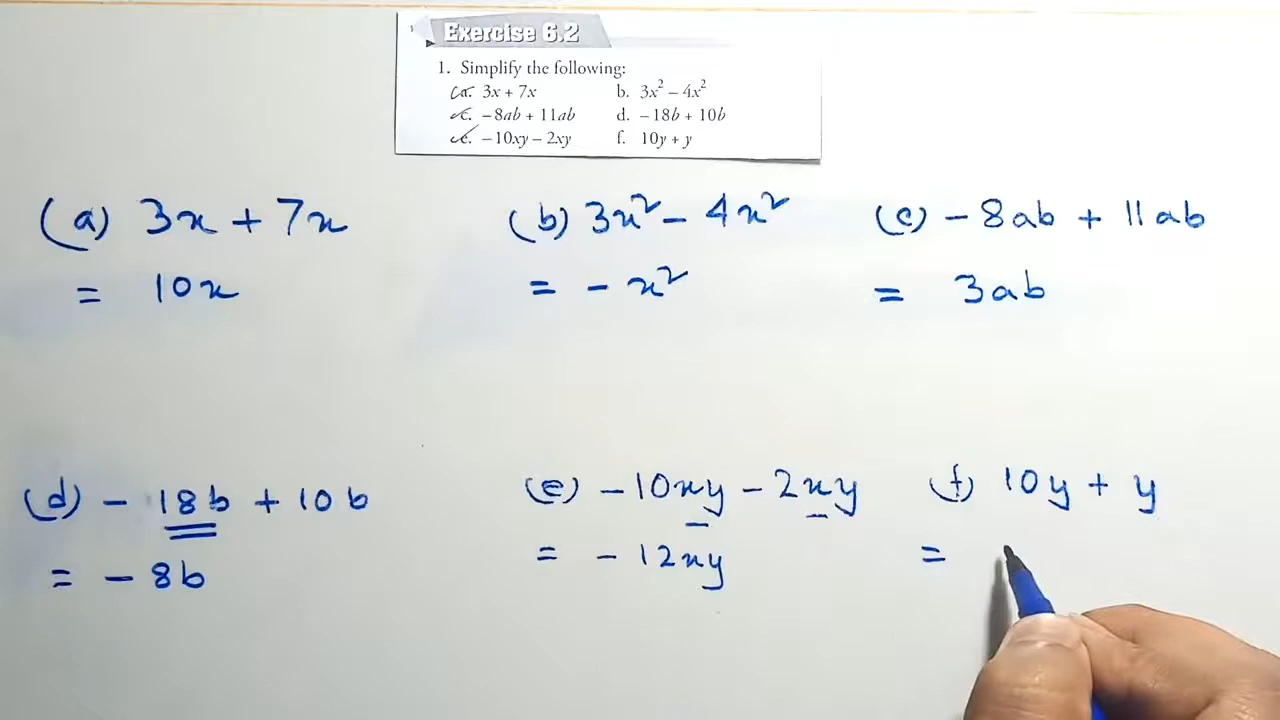 Exercise 6.2
1. Simplify the following:
a. 3x + 7x b. 3x² – 4x²
c. –8ab + 11ab d. –18b + 10b
e. –10xy – 2xy f. 10y + y
(a) 3x + 7x (b) 3x² – 4x² (c) – 8ab + 11ab
= 10x = – x² = 3ab
(d) – 18b + 10b (e) – 10xy – 2xy (f) 10y + y
= – 8b = – 12xy =